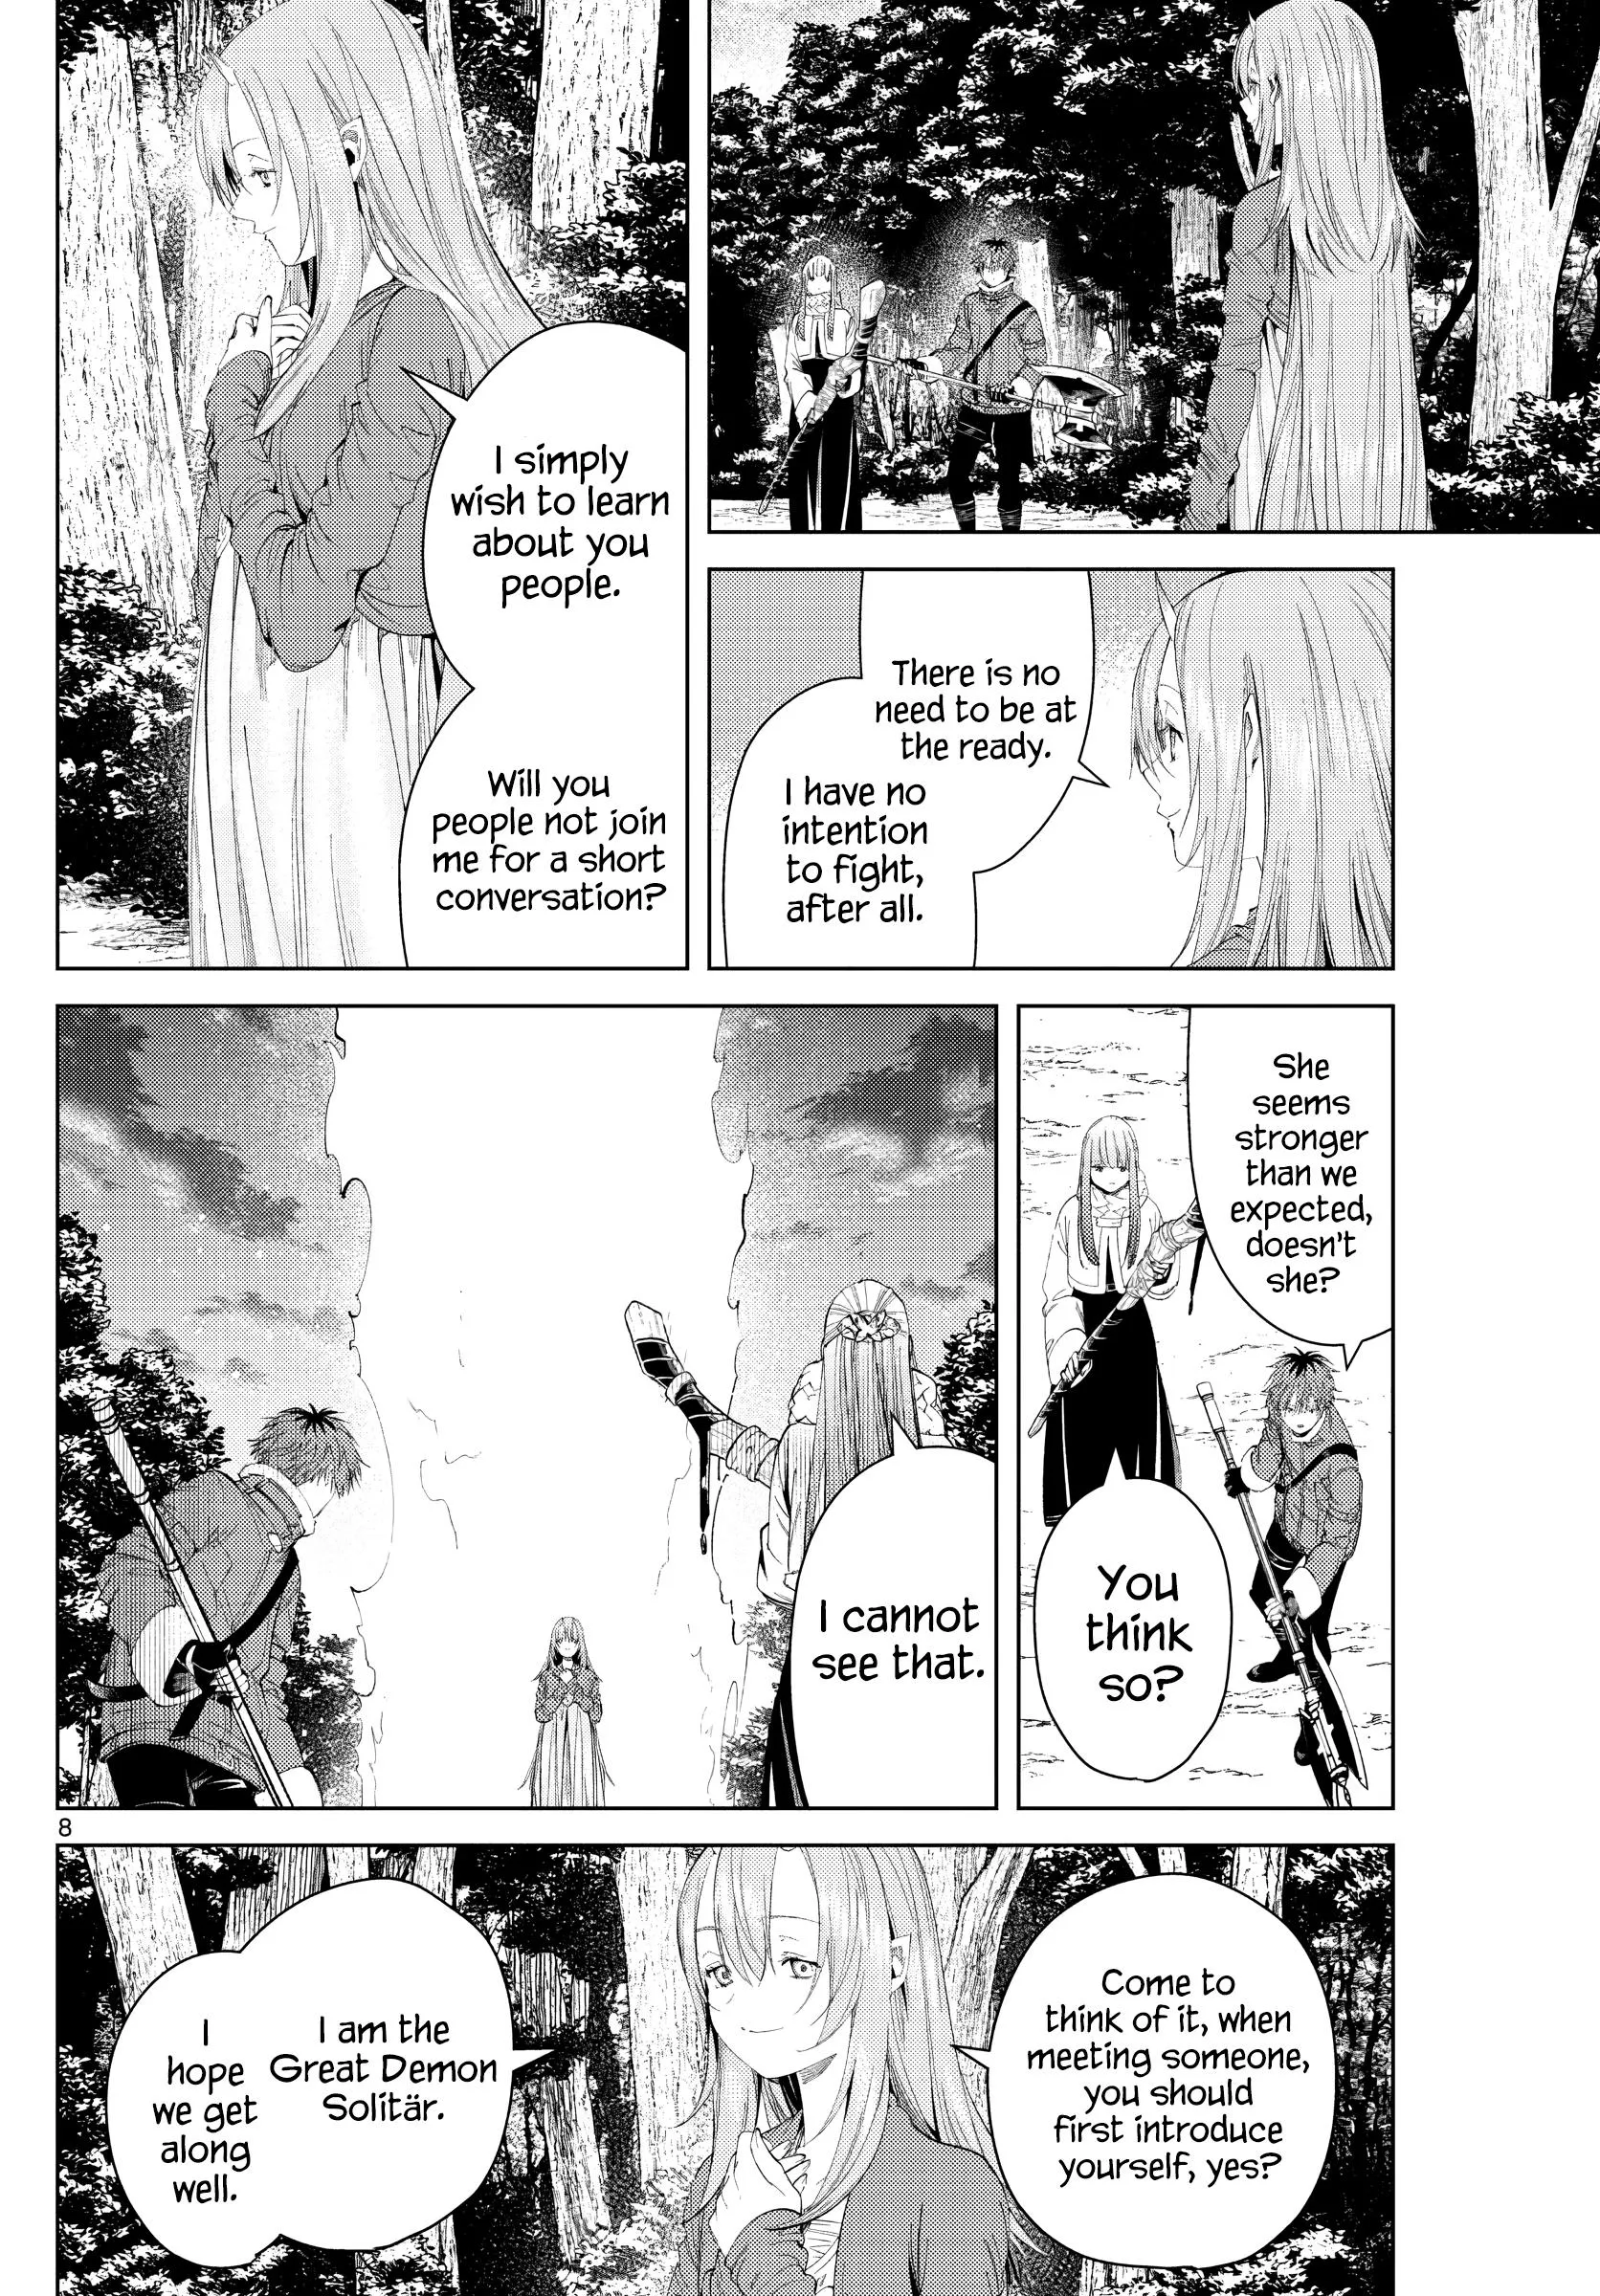 There is no
need to be at
the ready.
I have no
intention
to fight,
after all.
I simply
wish to learn
about you
people.
Will you
people not join
me for a short
conversation?
She
seems
stronger
than we
expected,
doesn't
she?
You
think
so?
I cannot
see that.
Come to
think of it, when
meeting someone,
you should
first introduce
yourself, yes?
I am the
Great Demon
Solitär.
I
hope
we get
along
well.
8